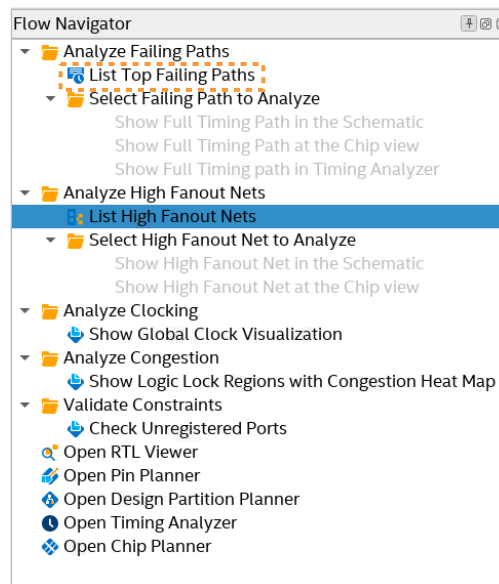 Flow Navigator
Analyze Failing Paths
List Top Failing Paths
Select Failing Path to Analyze
Show Full Timing Path in the Schematic
Show Full Timing Path at the Chip view
Show Full Timing path in Timing Analyzer
Analyze High Fanout Nets
List High Fanout Nets
Select High Fanout Net to Analyze
Show High Fanout Net in the Schematic
Show High Fanout Net at the Chip view
Analyze Clocking
Show Global Clock Visualization
Analyze Congestion
Show Logic Lock Regions with Congestion Heat Map
Validate Constraints
Check Unregistered Ports
Open RTL Viewer
Open Pin Planner
Open Design Partition Planner
Open Timing Analyzer
Open Chip Planner